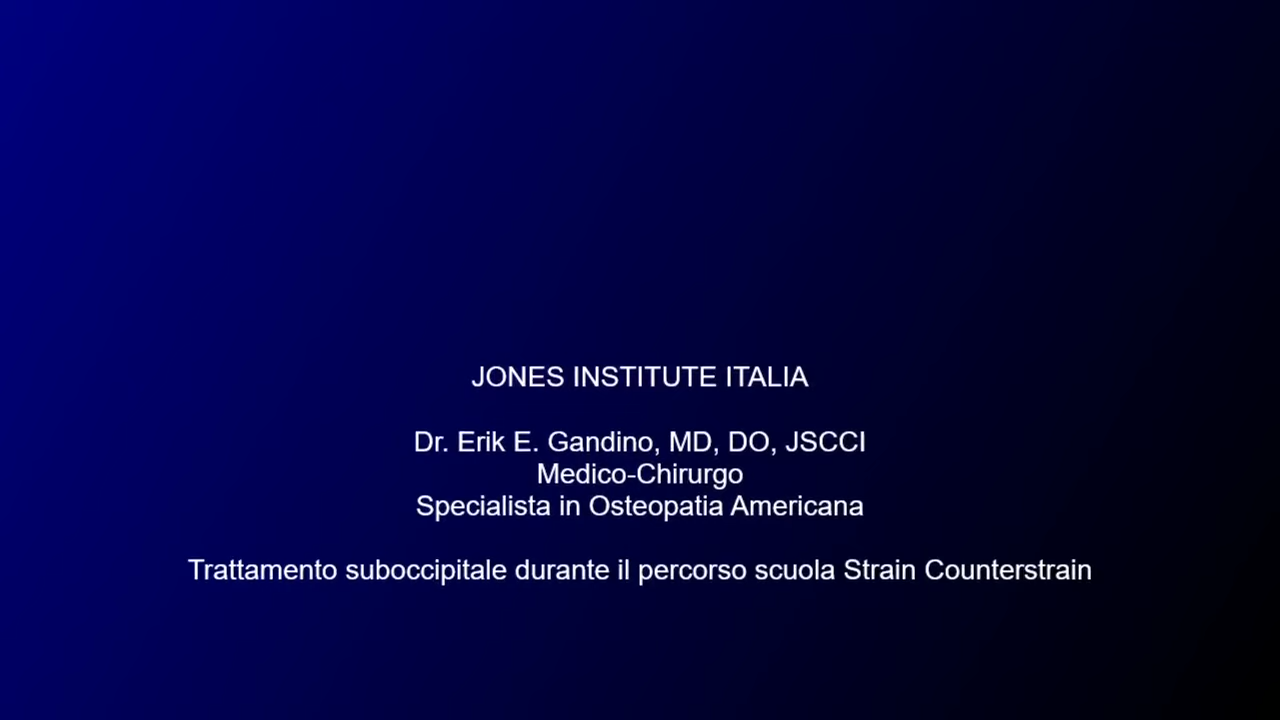 JONES INSTITUTE ITALIA
Dr. Erik E. Gandino, MD, DO, JSCCI
Medico-Chirurgo
Specialista in Osteopatia Americana
Trattamento suboccipitale durante il percorso scuola Strain Counterstrain